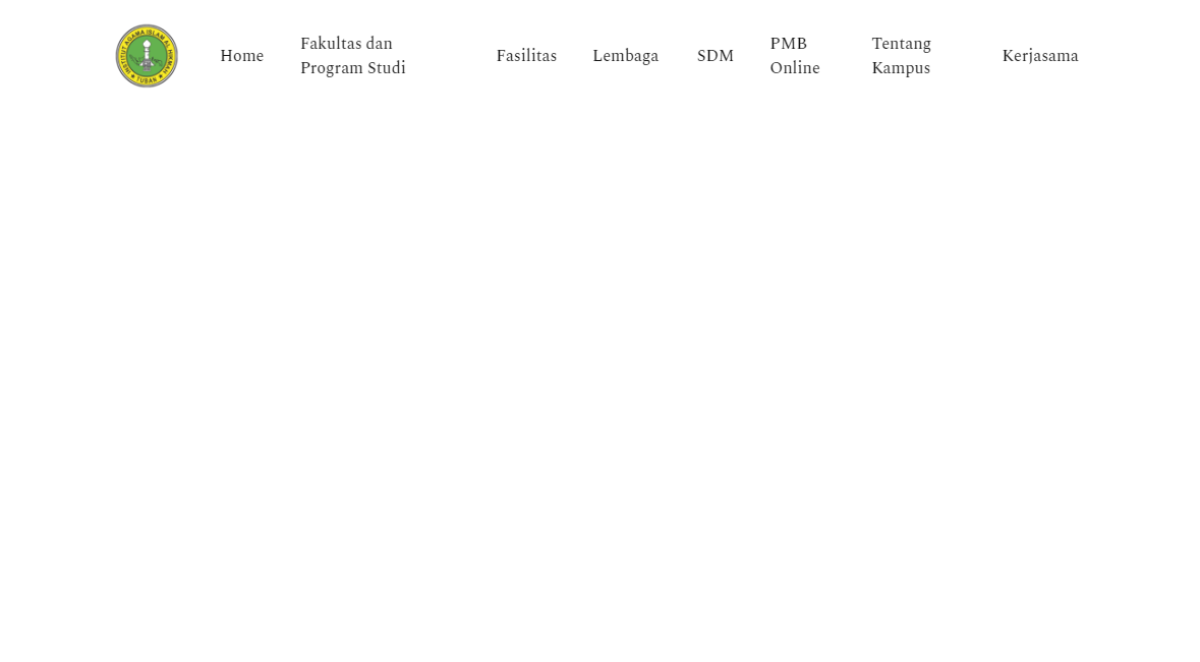 INSTITUT AGAMA ISLAM AL HIKMAH
TUBAN
Home
Fakultas dan
Program Studi
Fasilitas
Lembaga
SDM
PMB
Online
Tentang
Kampus
Kerjasama